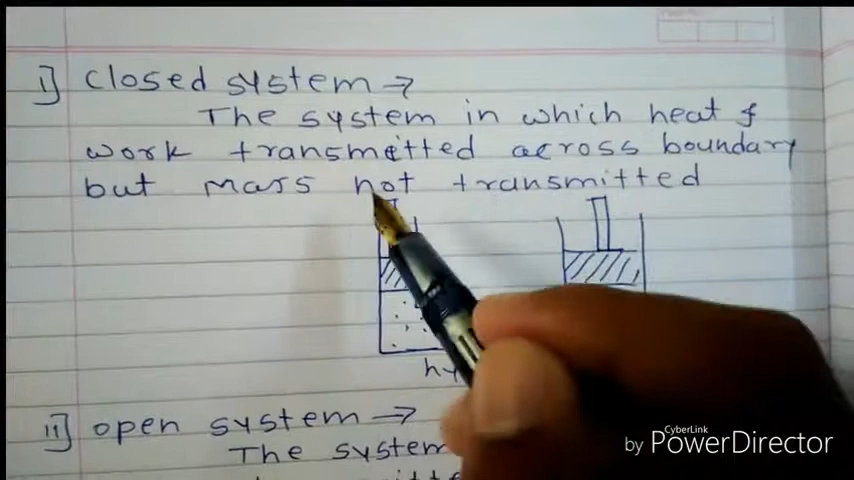 i] closed system →
The system in which heat &
work transmitted across boundary
but mass not transmitted
ii] open system →
The system
by CyberLink PowerDirector